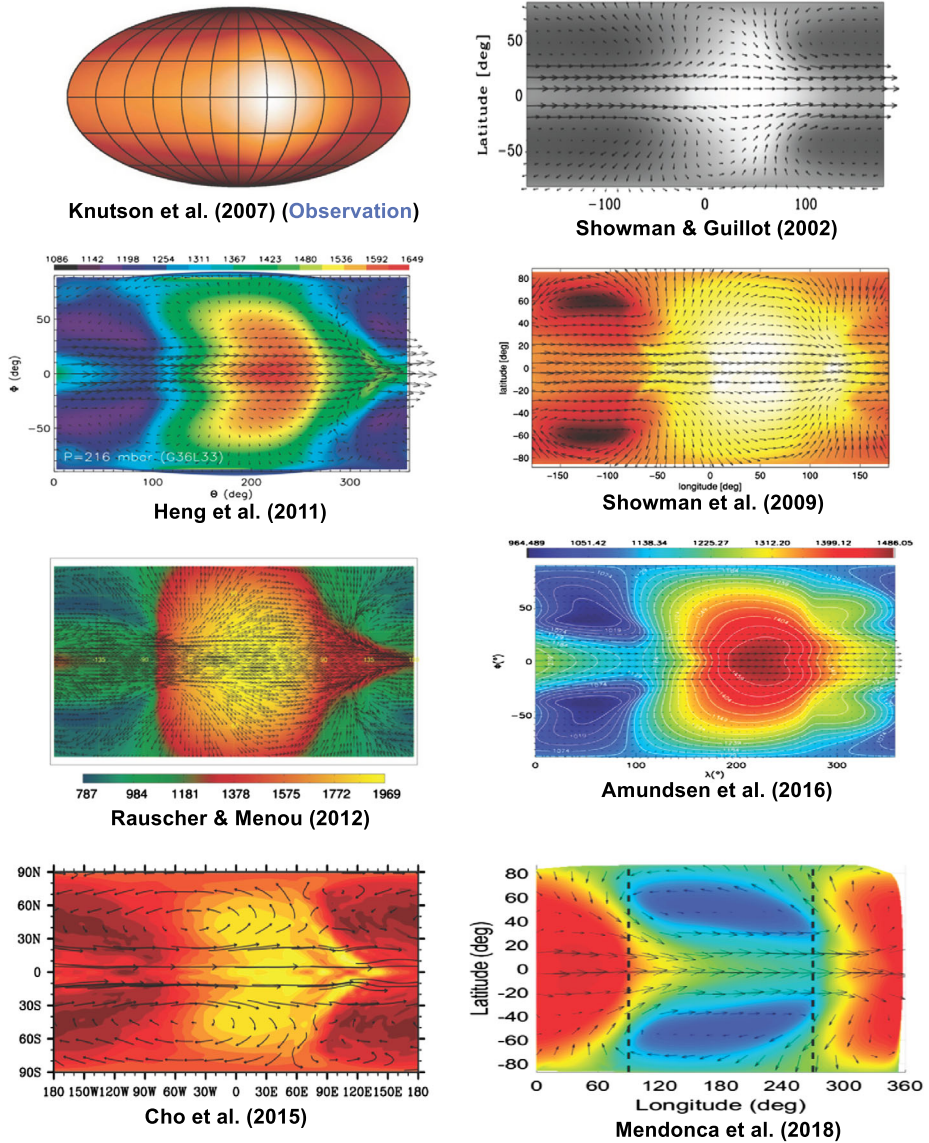 Knutson et al. (2007) (Observation)
Latitude [deg]
50
0
-50
-100 0 100
Showman & Guillot (2002)
1086 1142 1198 1254 1311 1367 1423 1480 1536 1592 1649
Φ (deg)
50
0
-50
P=216 mbar (G36L33)
0 100 200 300
Θ (deg)
Heng et al. (2011)
latitude [deg]
80
60
40
20
0
-20
-40
-60
-80
-150 -100 -50 0 50 100 150
longitude [deg]
Showman et al. (2009)
787 984 1181 1378 1575 1772 1969
Rauscher & Menou (2012)
964.489 1051.42 1138.34 1225.27 1312.20 1399.12 1486.05
Φ(°)
50
0
-50
0 100 200 300
λ(°)
Amundsen et al. (2016)
90N
60N
30N
0
30S
60S
90S
180 150W 120W 90W 60W 30W 0 30E 60E 90E 120E 150E 180
Cho et al. (2015)
Latitude (deg)
80
60
40
20
0
-20
-40
-60
-80
0 60 120 180 240 300 360
Longitude (deg)
Mendonca et al. (2018)